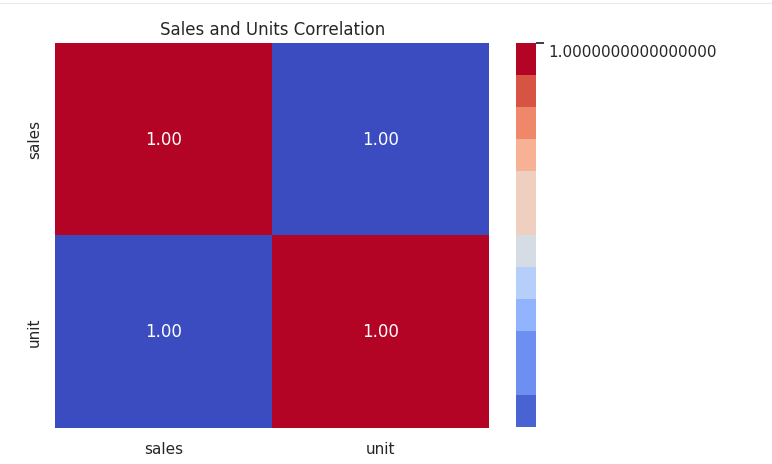 Sales and Units Correlation
1.0000000000000000
sales
1.00
1.00
unit
1.00
1.00
sales
unit